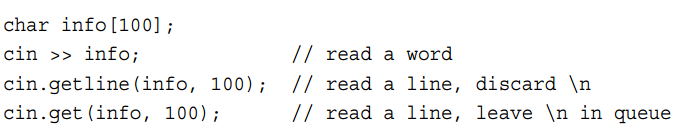 char info[100];
cin >> info;             // read a word
cin.getline(info, 100);  // read a line, discard \n
cin.get(info, 100);      // read a line, leave \n in queue